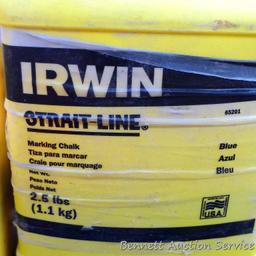 IRWIN
STRAIT-LINE®
65201
Marking Chalk
Tiza para marcar
Craie pour marquage
Blue
Azul
Bleu
Net Wt.
Peso Neto
Poids Net
2.5 lbs
(1.1 kg)
U.S.A.
Bennett Auction Service